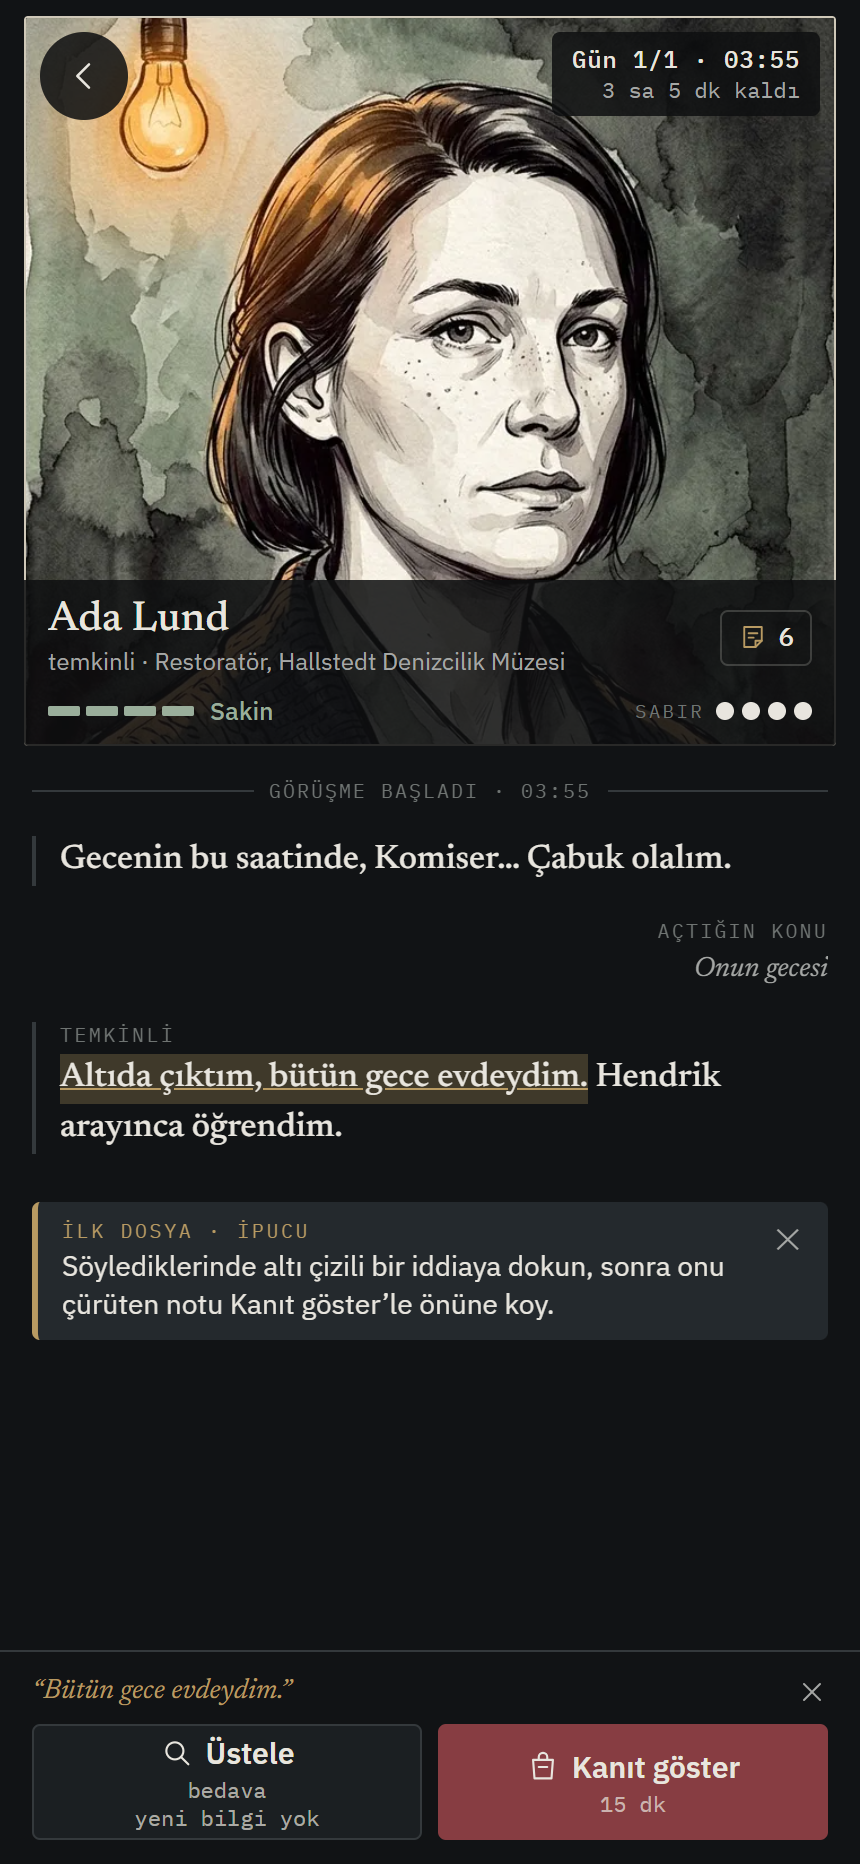 Gün 1/1 · 03:55
3 sa 5 dk kaldı
Ada Lund
temkinli · Restoratör, Hallstedt Denizcilik Müzesi
6
Sakin
SABIR
GÖRÜŞME BAŞLADI · 03:55
Gecenin bu saatinde, Komiser... Çabuk olalım.
AÇTIĞIN KONU
Onun gecesi
TEMKİNLİ
Altıda çıktım, bütün gece evdeydim. Hendrik
arayınca öğrendim.
İLK DOSYA · İPUCU
Söylediklerinde altı çizili bir iddiaya dokun, sonra onu
çürüten notu Kanıt göster’le önüne koy.
“Bütün gece evdeydim.”
Üstele
bedava
yeni bilgi yok
Kanıt göster
15 dk